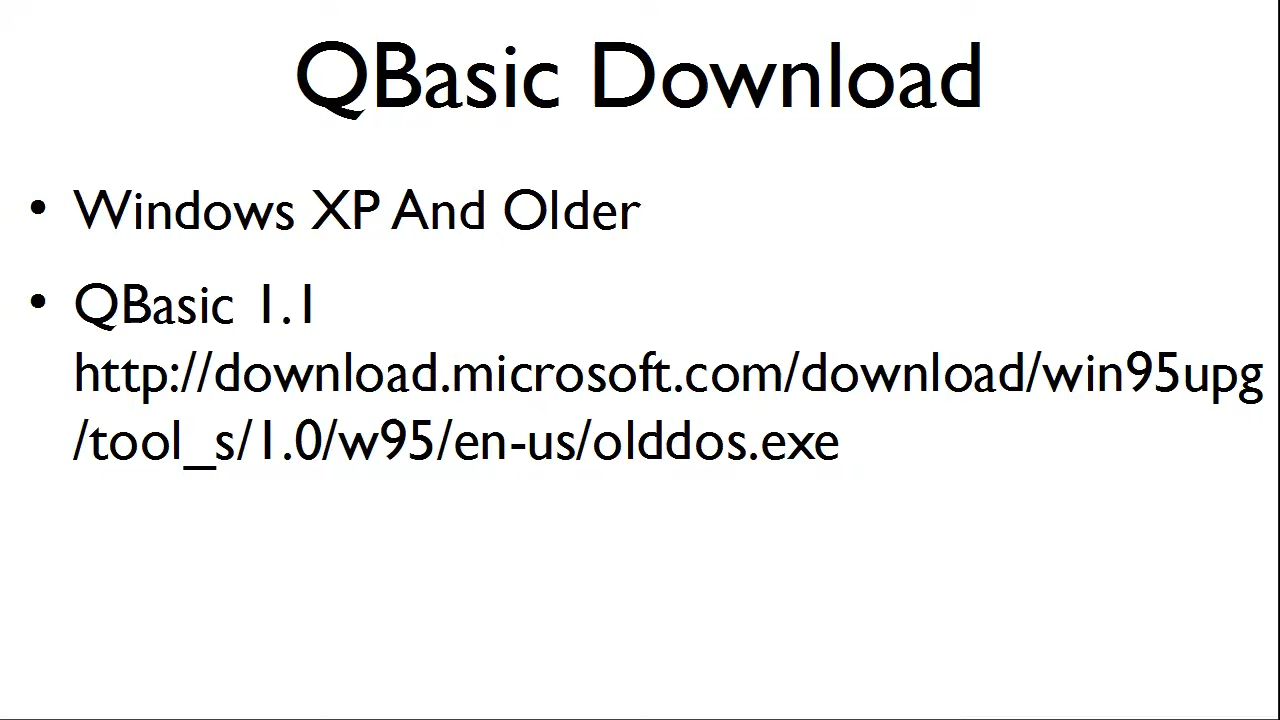 QBasic Download
• Windows XP And Older
• QBasic 1.1
http://download.microsoft.com/download/win95upg
/tool_s/1.0/w95/en-us/olddos.exe